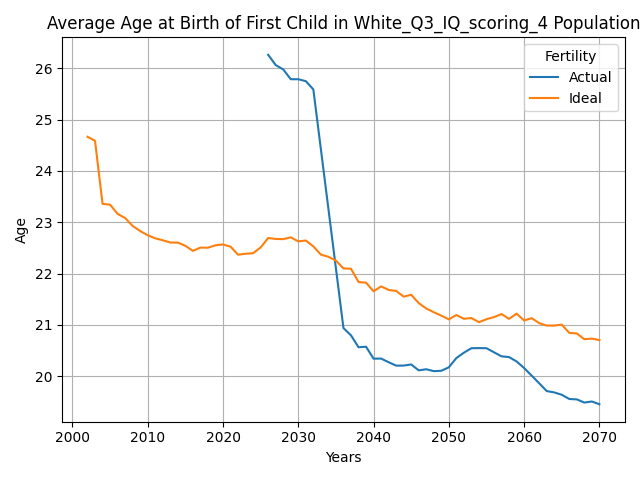 Average Age at Birth of First Child in White_Q3_IQ_scoring_4 Population
Fertility
Actual
Ideal
26
25
24
23
22
21
20
Age
2000
2010
2020
2030
2040
2050
2060
2070
Years